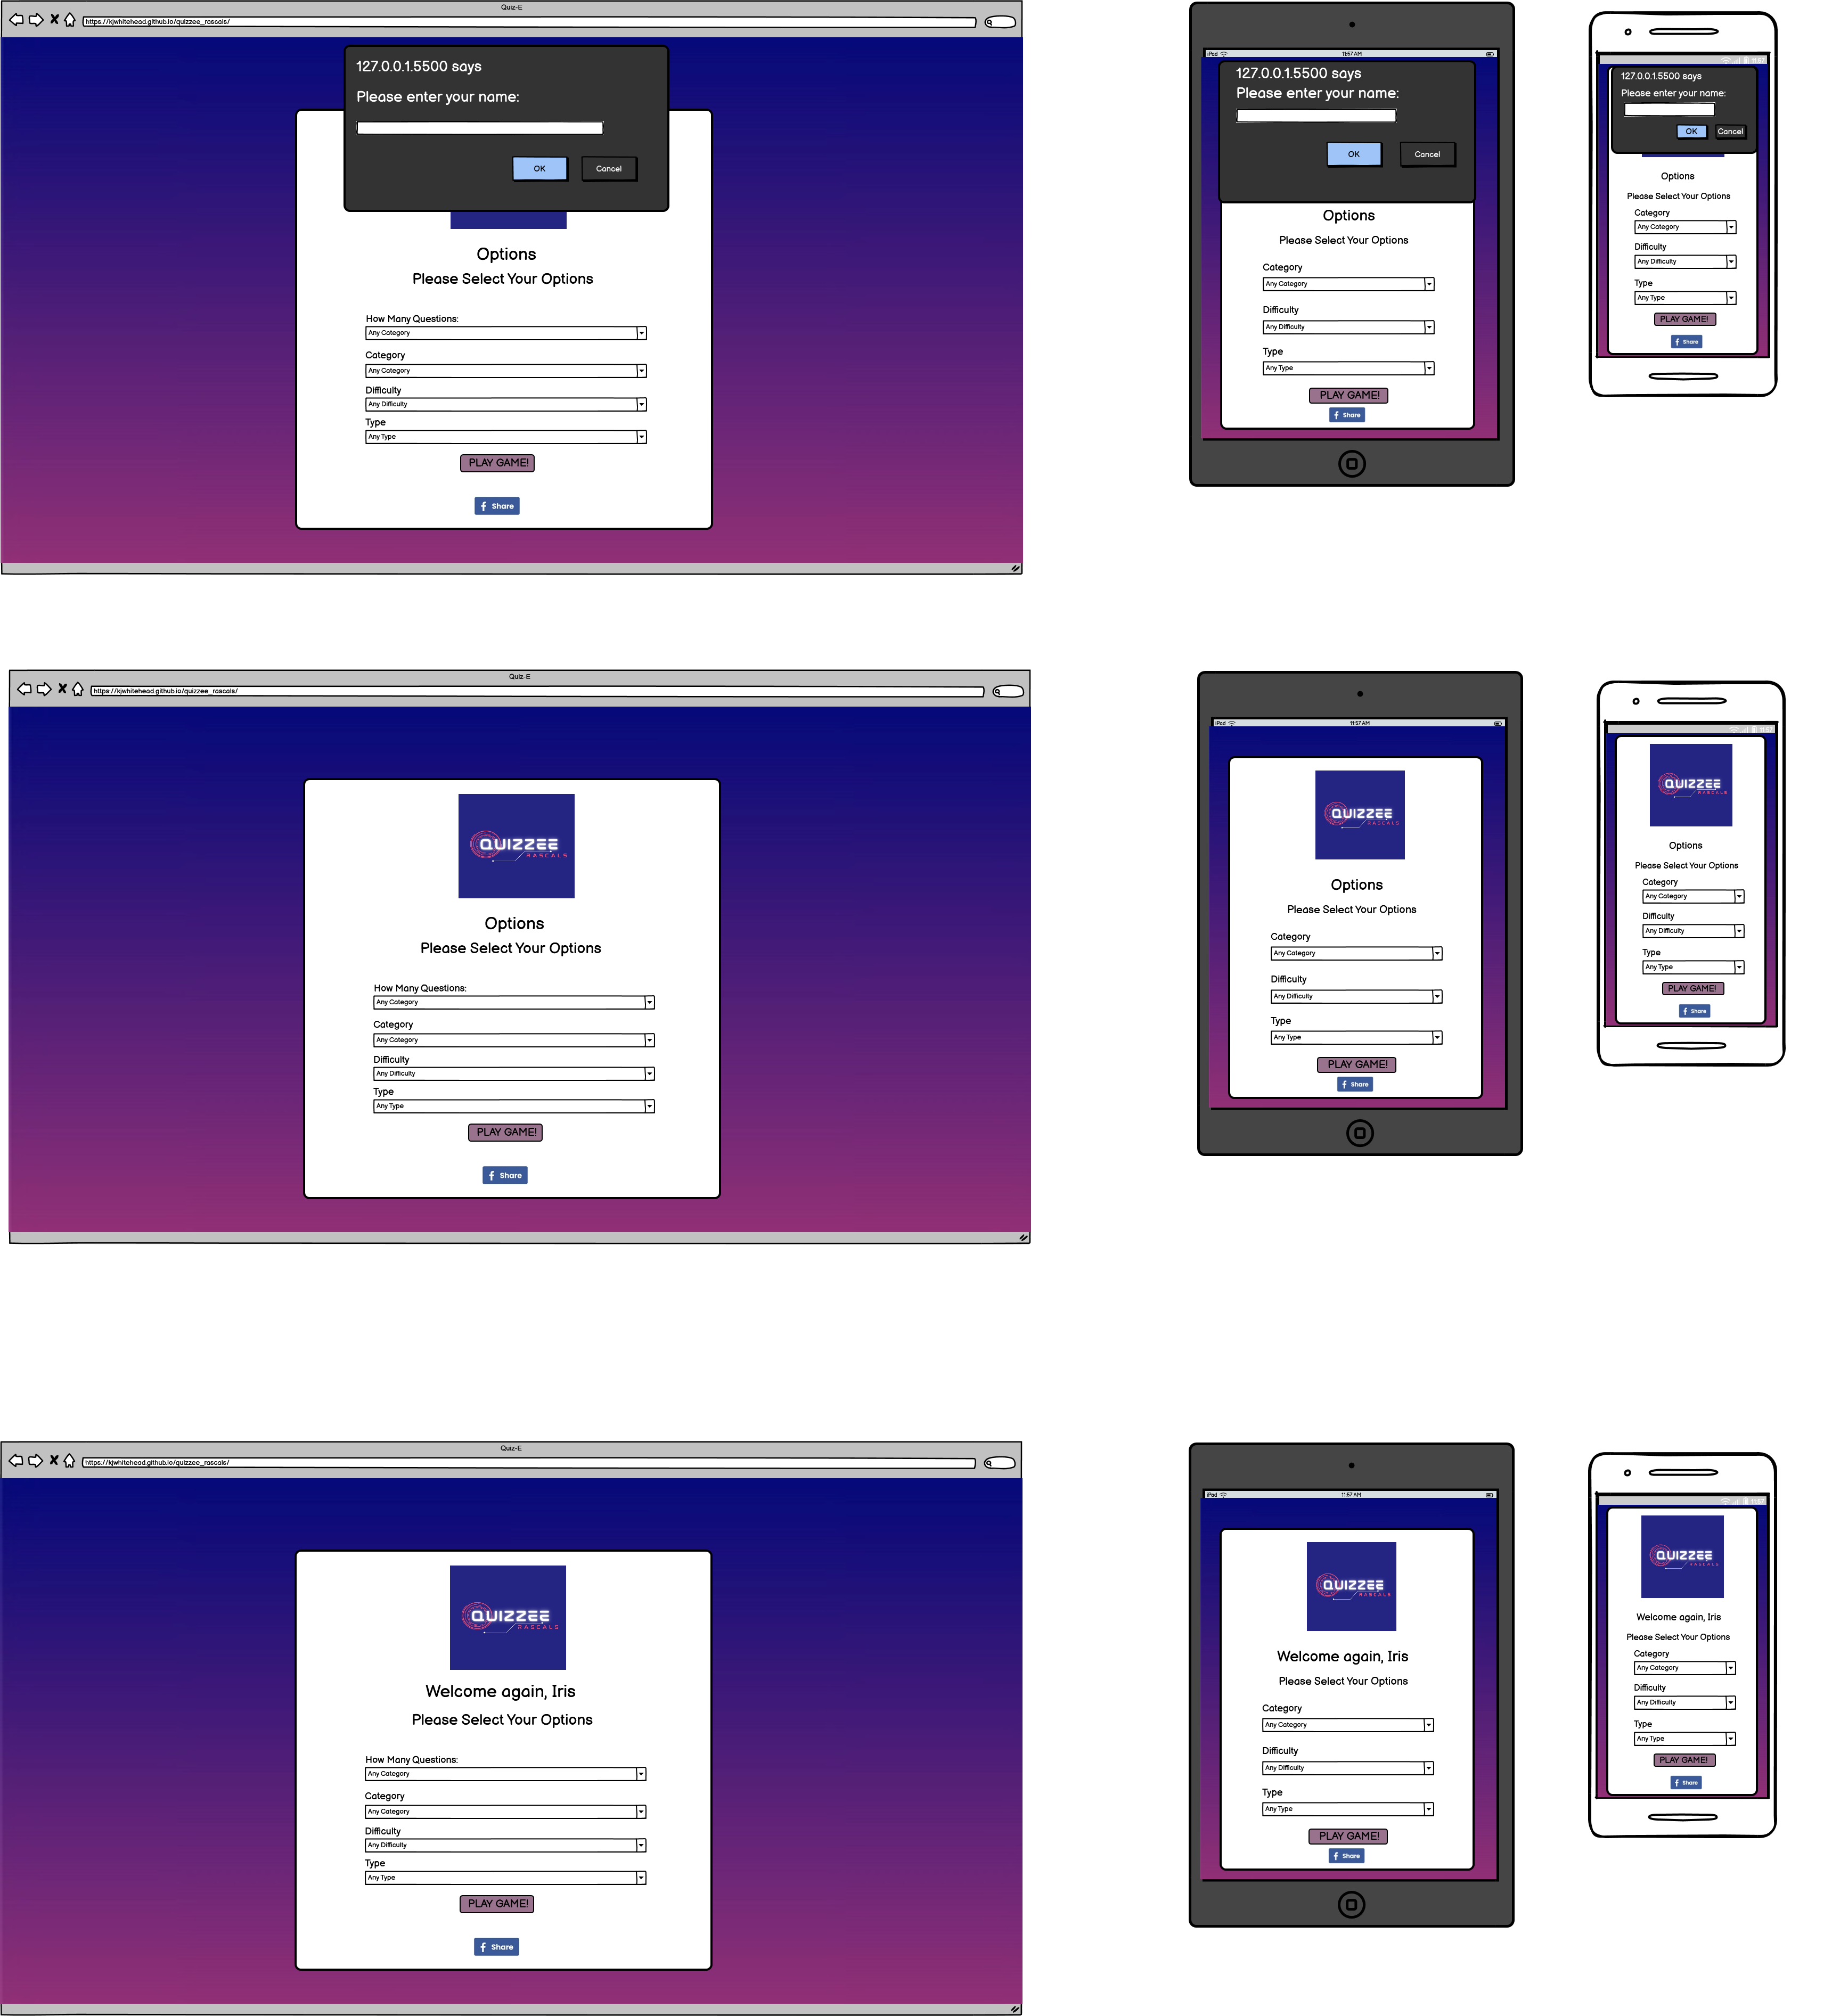 Quiz-E
https://kjwhitehead.github.io/quizzee_rascals/
127.0.0.1.5500 says
Please enter your name:
OK
Cancel
Options
Please Select Your Options
How Many Questions:
Any Category
Category
Any Category
Difficulty
Any Difficulty
Type
Any Type
PLAY GAME!
Share
iPad
11:57 AM
127.0.0.1.5500 says
Please enter your name:
OK
Cancel
Options
Please Select Your Options
Category
Any Category
Difficulty
Any Difficulty
Type
Any Type
PLAY GAME!
Share
11:57
127.0.0.1.5500 says
Please enter your name:
OK
Cancel
Options
Please Select Your Options
Category
Any Category
Difficulty
Any Difficulty
Type
Any Type
PLAY GAME!
Share
Quiz-E
https://kjwhitehead.github.io/quizzee_rascals/
QUIZZEE
RASCALS
Options
Please Select Your Options
How Many Questions:
Any Category
Category
Any Category
Difficulty
Any Difficulty
Type
Any Type
PLAY GAME!
Share
iPad
11:57 AM
QUIZZEE
RASCALS
Options
Please Select Your Options
Category
Any Category
Difficulty
Any Difficulty
Type
Any Type
PLAY GAME!
Share
11:57
QUIZZEE
RASCALS
Options
Please Select Your Options
Category
Any Category
Difficulty
Any Difficulty
Type
Any Type
PLAY GAME!
Share
Quiz-E
https://kjwhitehead.github.io/quizzee_rascals/
QUIZZEE
RASCALS
Welcome again, Iris
Please Select Your Options
How Many Questions:
Any Category
Category
Any Category
Difficulty
Any Difficulty
Type
Any Type
PLAY GAME!
Share
iPad
11:57 AM
QUIZZEE
RASCALS
Welcome again, Iris
Please Select Your Options
Category
Any Category
Difficulty
Any Difficulty
Type
Any Type
PLAY GAME!
Share
11:57
QUIZZEE
RASCALS
Welcome again, Iris
Please Select Your Options
Category
Any Category
Difficulty
Any Difficulty
Type
Any Type
PLAY GAME!
Share